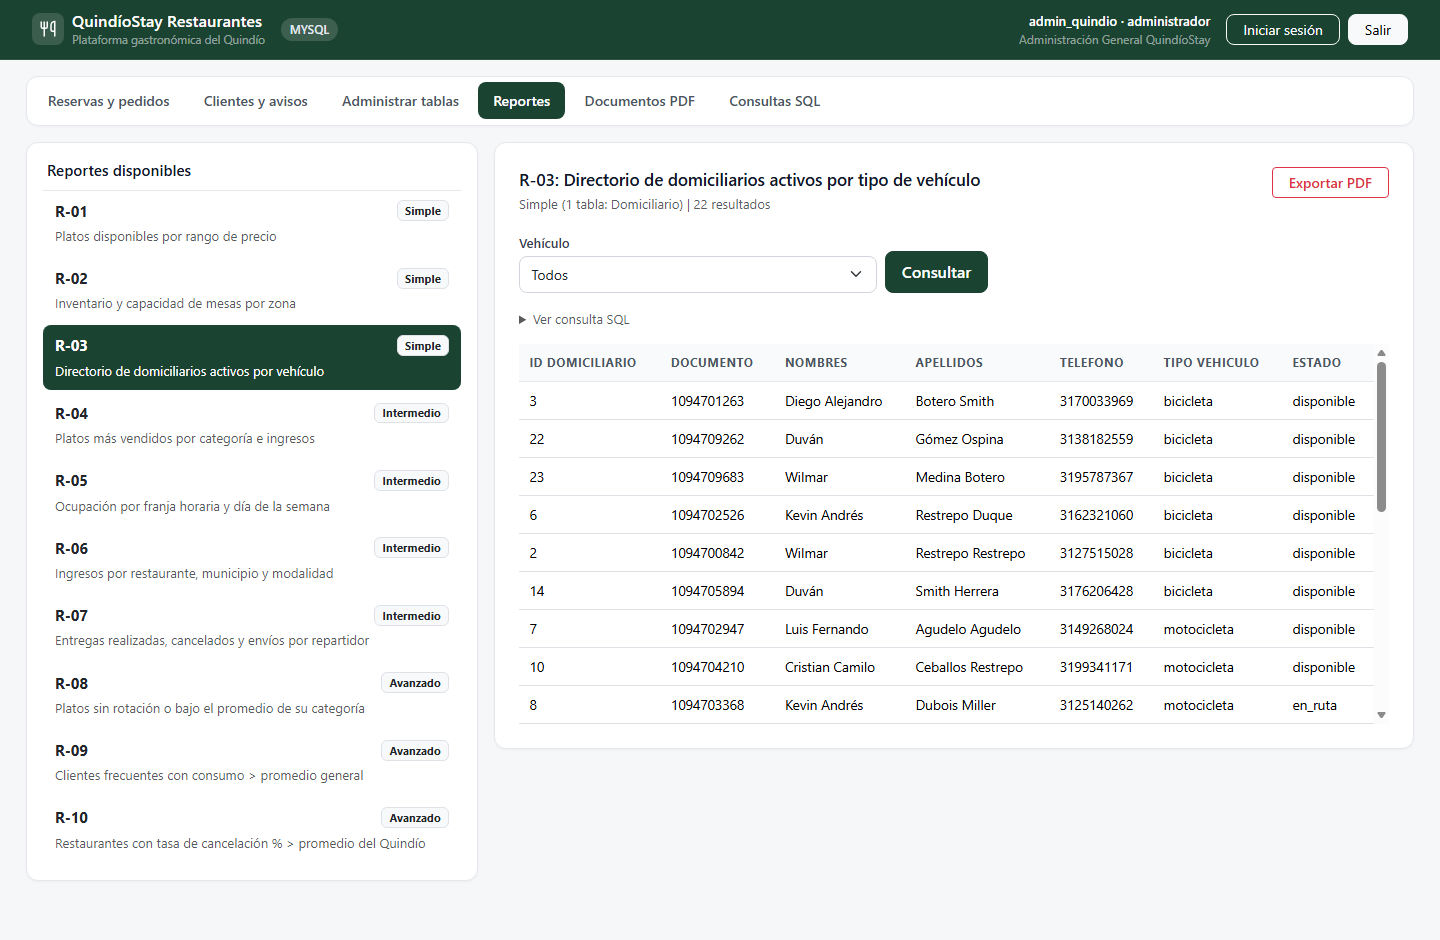 QuindíoStay Restaurantes
Plataforma gastronómica del Quindío
MYSQL
admin_quindio · administrador
Administración General QuindíoStay
Iniciar sesión
Salir
Reservas y pedidos
Clientes y avisos
Administrar tablas
Reportes
Documentos PDF
Consultas SQL
Reportes disponibles
R-01 Simple
Platos disponibles por rango de precio
R-02 Simple
Inventario y capacidad de mesas por zona
R-03 Simple
Directorio de domiciliarios activos por vehículo
R-04 Intermedio
Platos más vendidos por categoría e ingresos
R-05 Intermedio
Ocupación por franja horaria y día de la semana
R-06 Intermedio
Ingresos por restaurante, municipio y modalidad
R-07 Intermedio
Entregas realizadas, cancelados y envíos por repartidor
R-08 Avanzado
Platos sin rotación o bajo el promedio de su categoría
R-09 Avanzado
Clientes frecuentes con consumo > promedio general
R-10 Avanzado
Restaurantes con tasa de cancelación % > promedio del Quindío
R-03: Directorio de domiciliarios activos por tipo de vehículo
Simple (1 tabla: Domiciliario) | 22 resultados
Exportar PDF
Vehículo
Todos
Consultar
Ver consulta SQL
ID DOMICILIARIO DOCUMENTO NOMBRES APELLIDOS TELEFONO TIPO VEHICULO ESTADO
3 1094701263 Diego Alejandro Botero Smith 3170033969 bicicleta disponible
22 1094709262 Duván Gómez Ospina 3138182559 bicicleta disponible
23 1094709683 Wilmar Medina Botero 3195787367 bicicleta disponible
6 1094702526 Kevin Andrés Restrepo Duque 3162321060 bicicleta disponible
2 1094700842 Wilmar Restrepo Restrepo 3127515028 bicicleta disponible
14 1094705894 Duván Smith Herrera 3176206428 bicicleta disponible
7 1094702947 Luis Fernando Agudelo Agudelo 3149268024 motocicleta disponible
10 1094704210 Cristian Camilo Ceballos Restrepo 3199341171 motocicleta disponible
8 1094703368 Kevin Andrés Dubois Miller 3125140262 motocicleta en_ruta